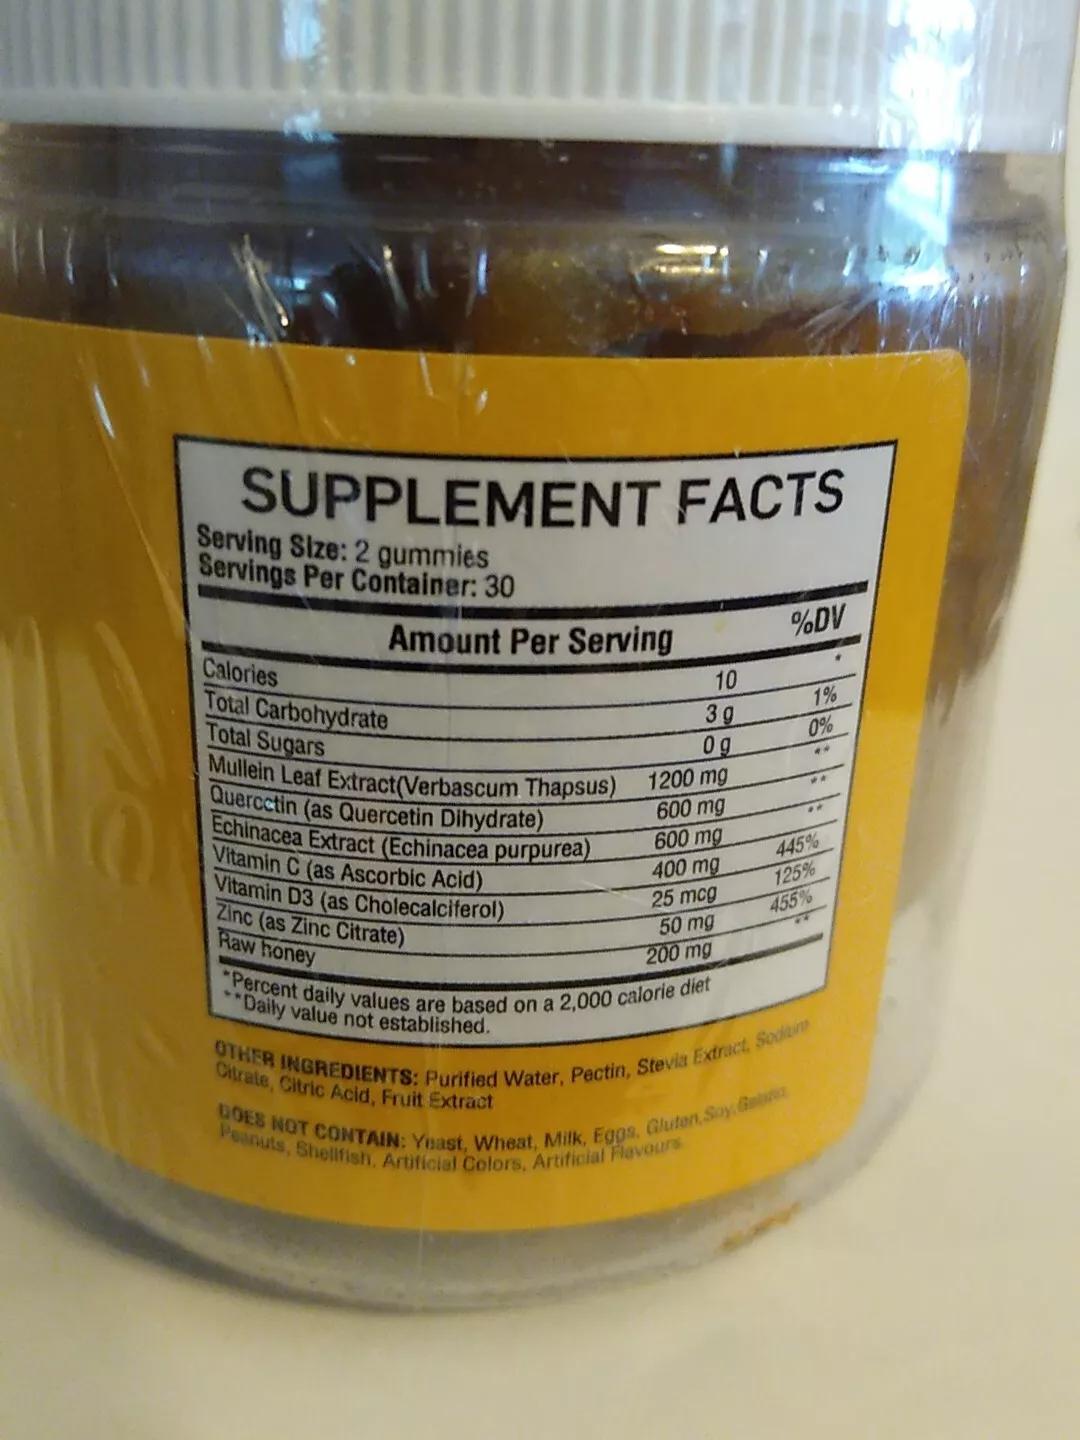 SUPPLEMENT FACTS
Serving Size: 2 gummies
Servings Per Container: 30
Amount Per Serving %DV
Calories 10 *
Total Carbohydrate 3 g 1%
Total Sugars 0 g 0%
Mullein Leaf Extract(Verbascum Thapsus) 1200 mg **
Quercetin (as Quercetin Dihydrate) 600 mg **
Echinacea Extract (Echinacea purpurea) 600 mg **
Vitamin C (as Ascorbic Acid) 400 mg 445%
Vitamin D3 (as Cholecalciferol) 25 mcg 125%
Zinc (as Zinc Citrate) 50 mg 455%
Raw honey 200 mg **
*Percent daily values are based on a 2,000 calorie diet
**Daily value not established.
OTHER INGREDIENTS: Purified Water, Pectin, Stevia Extract, Sodium
Citrate, Citric Acid, Fruit Extract
DOES NOT CONTAIN: Yeast, Wheat, Milk, Eggs, Gluten, Soy, Gelatin,
Peanuts, Shellfish, Artificial Colors, Artificial Flavours